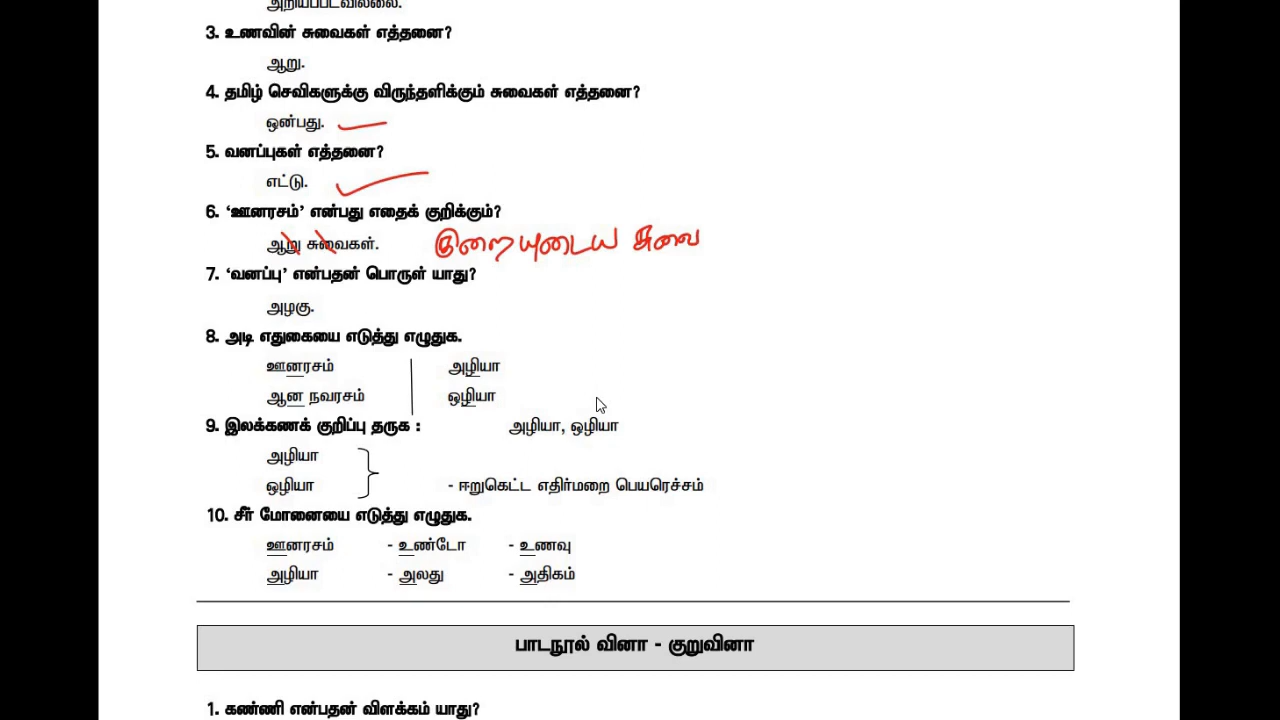 அறியப்படவில்லை.
3. உணவின் சுவைகள் எத்தனை?
ஆறு.
4. தமிழ் செவிகளுக்கு விருந்தளிக்கும் சுவைகள் எத்தனை?
ஒன்பது.
5. வனப்புகள் எத்தனை?
எட்டு.
6. ‘ஊனரசம்’ என்பது எதைக் குறிக்கும்?
ஆறு சுவைகள். குறையுடைய சுவை
7. ‘வனப்பு’ என்பதன் பொருள் யாது?
அழகு.
8. அடி எதுகையை எடுத்து எழுதுக.
ஊனரசம் அழியா
ஆன நவரசம் ஒழியா
9. இலக்கணக் குறிப்பு தருக : அழியா, ஒழியா
அழியா
ஒழியா - ஈறுகெட்ட எதிர்மறை பெயரெச்சம்
10. சீர் மோனையை எடுத்து எழுதுக.
ஊனரசம் - உண்டோ - உணவு
அழியா - அலது - அதிகம்
பாடநூல் வினா - குறுவினா
1. கண்ணி என்பதன் விளக்கம் யாது?